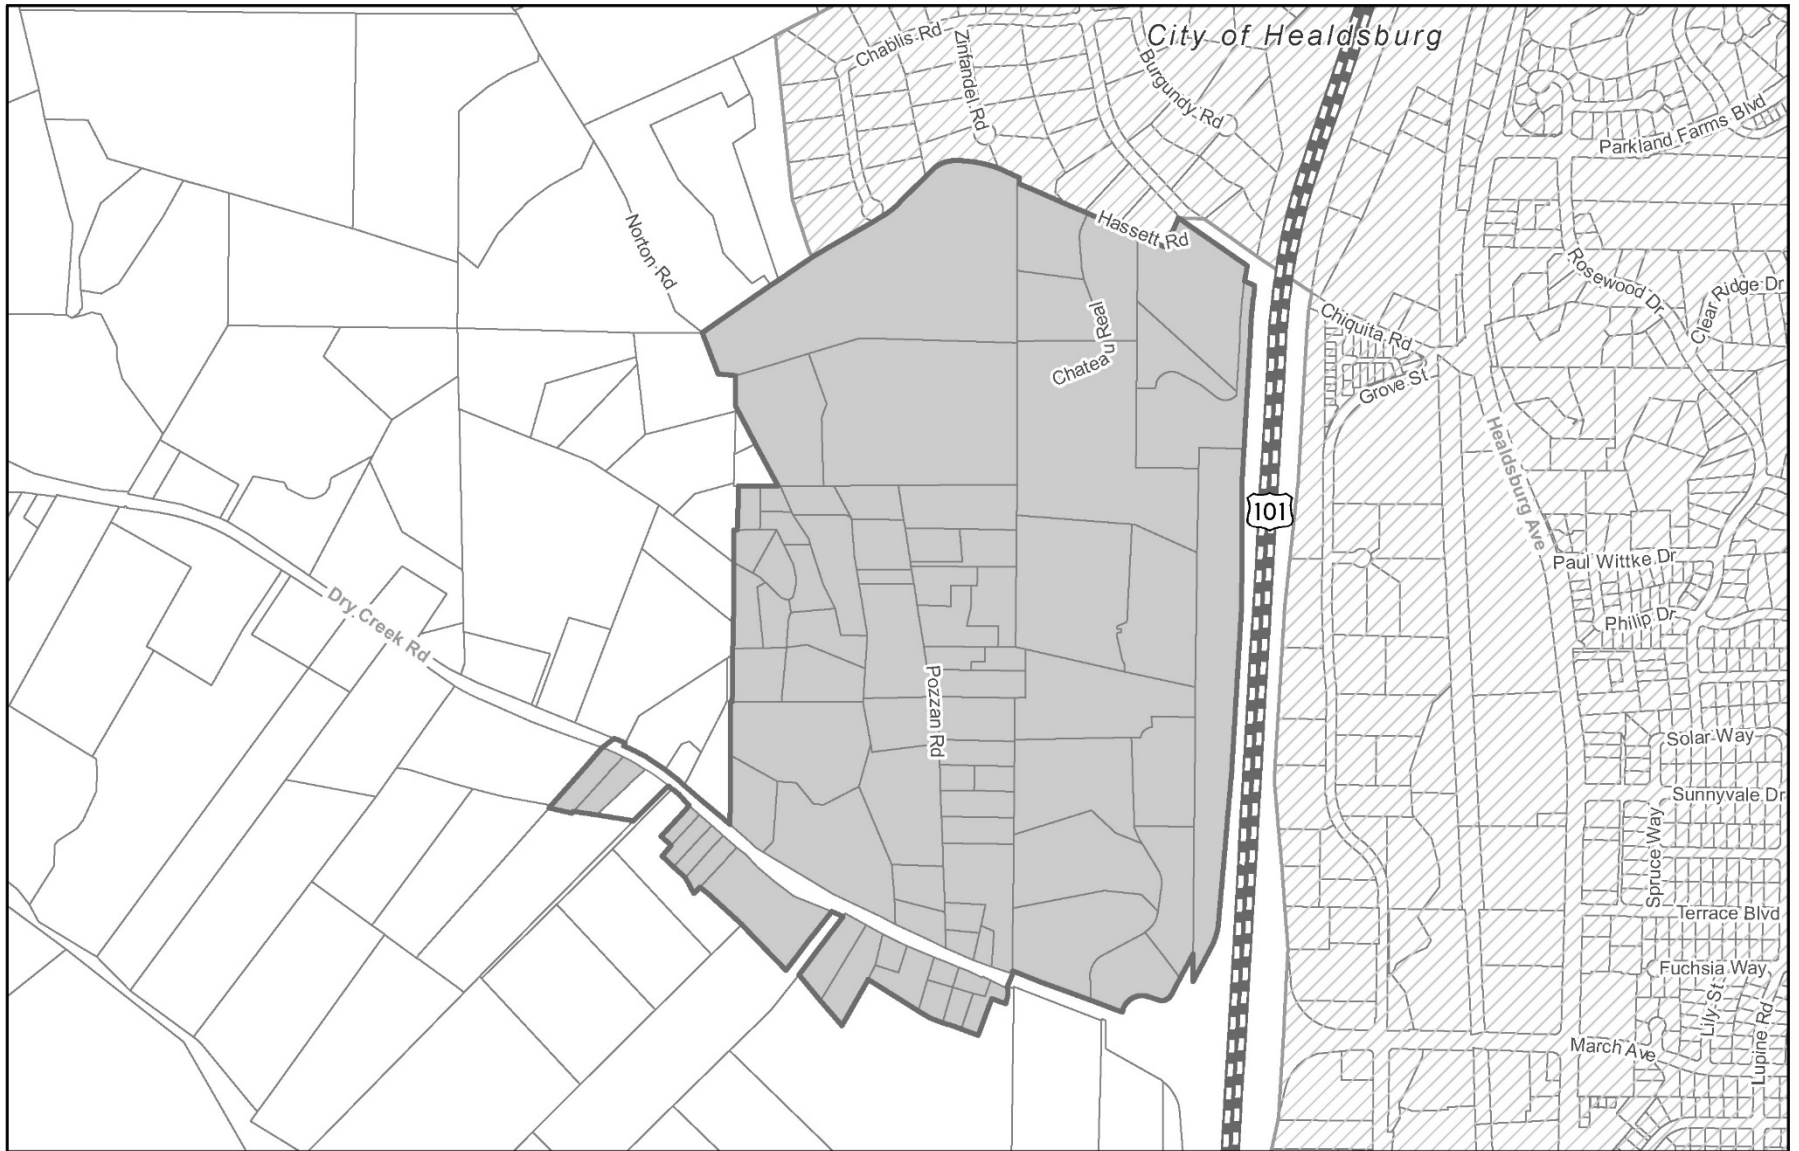 City of Healdsburg
Chablis Rd
Zinfandel Rd
Burgundy Rd
Parkland Farms Blvd
Norton Rd
Hassett Rd
Rosewood Dr
Clear Ridge Dr
Chiquita Rd
Chatea
u Real
Grove St
Healdsburg Ave
101
Paul Wittke Dr
Dry Creek Rd
Philip Dr
Pozzan Rd
Solar Way
Sunnyvale Dr
Spruce Way
Terrace Blvd
Fuchsia Way
Lily St
Lupine Rd
March Ave